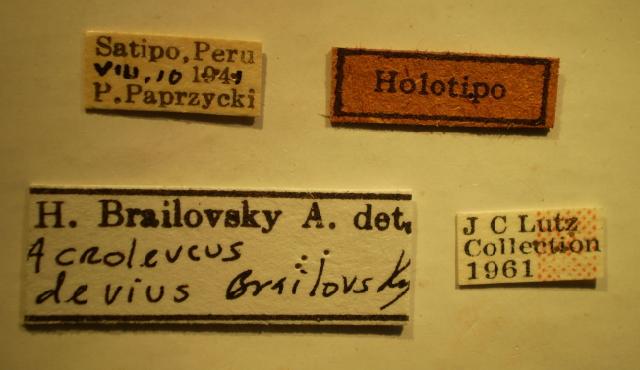 Satipo, Peru
VIII, 10 1941
P. Paprzycki
Holotipo
H. Brailovsky A. det.
Acroleucus
devius Brailovsky
J C Lutz
Collection
1961